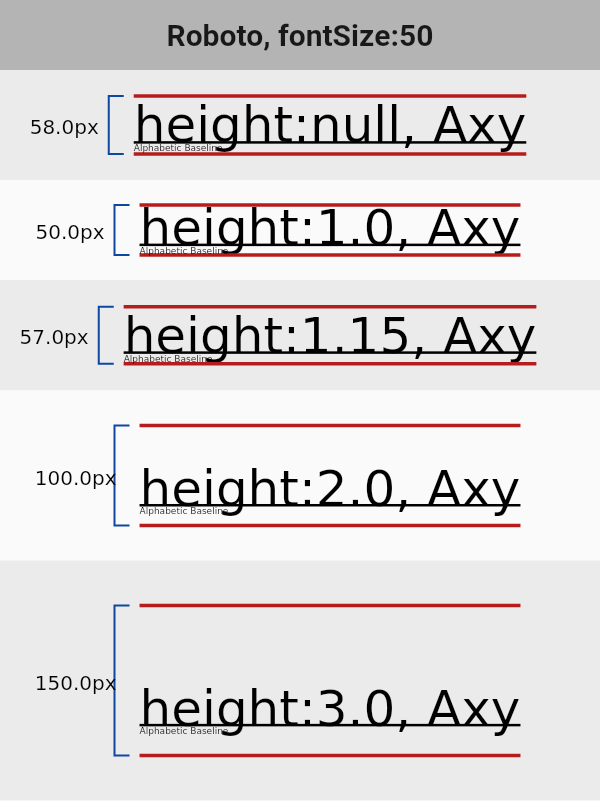 Roboto, fontSize:50
58.0px
height:null, Axy
Alphabetic Baseline
50.0px
height:1.0, Axy
Alphabetic Baseline
57.0px
height:1.15, Axy
Alphabetic Baseline
100.0px
height:2.0, Axy
Alphabetic Baseline
150.0px
height:3.0, Axy
Alphabetic Baseline